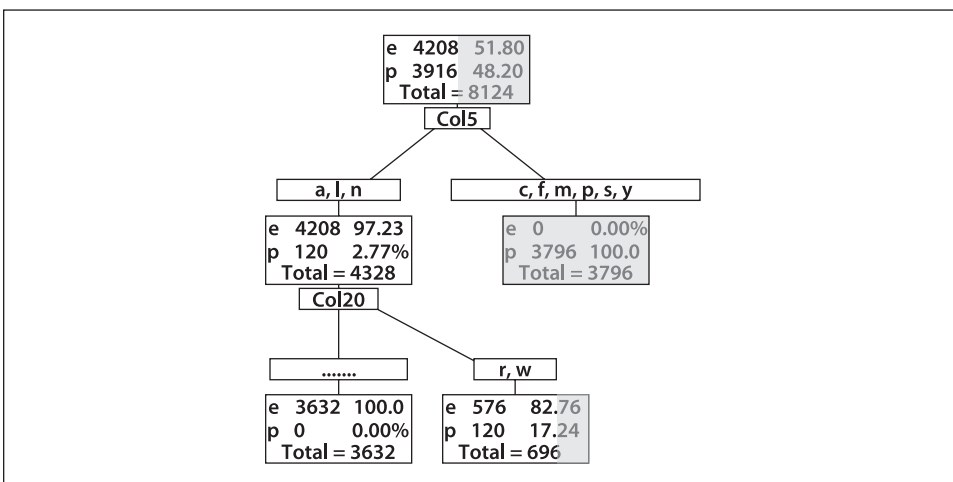 e 4208 51.80
p 3916 48.20
Total = 8124
Col5
a, l, n
c, f, m, p, s, y
e 4208 97.23
p 120 2.77%
Total = 4328
e 0 0.00%
p 3796 100.0
Total = 3796
Col20
.......
r, w
e 3632 100.0
p 0 0.00%
Total = 3632
e 576 82.76
p 120 17.24
Total = 696